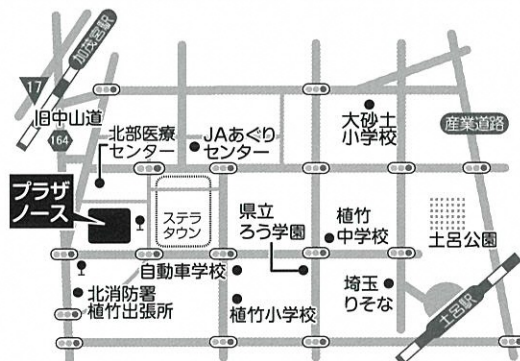 加茂宮駅
17
旧中山道
164
北部医療
センター
JAあぐり
センター
大砂土
小学校
産業道路
プラザ
ノース
ステラ
タウン
県立
ろう学園
植竹
中学校
土呂公園
自動車学校
北消防署
植竹出張所
植竹小学校
埼玉
りそな
土呂駅